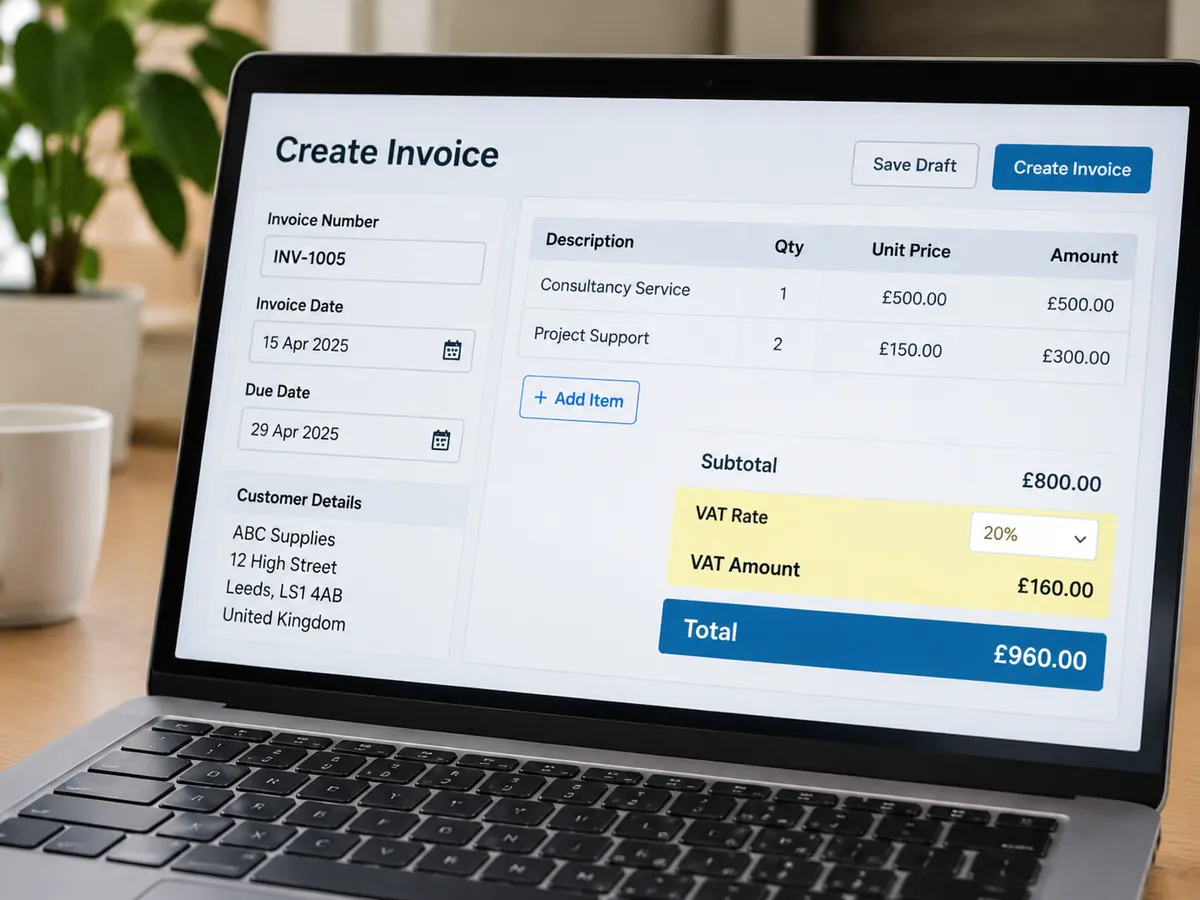 Create Invoice
Save Draft
Create Invoice
Invoice Number
INV-1005
Invoice Date
15 Apr 2025
Due Date
29 Apr 2025
Customer Details
ABC Supplies
12 High Street
Leeds, LS1 4AB
United Kingdom
Description Qty Unit Price Amount
Consultancy Service 1 £500.00 £500.00
Project Support 2 £150.00 £300.00
+ Add Item
Subtotal £800.00
VAT Rate 20%
VAT Amount £160.00
Total £960.00